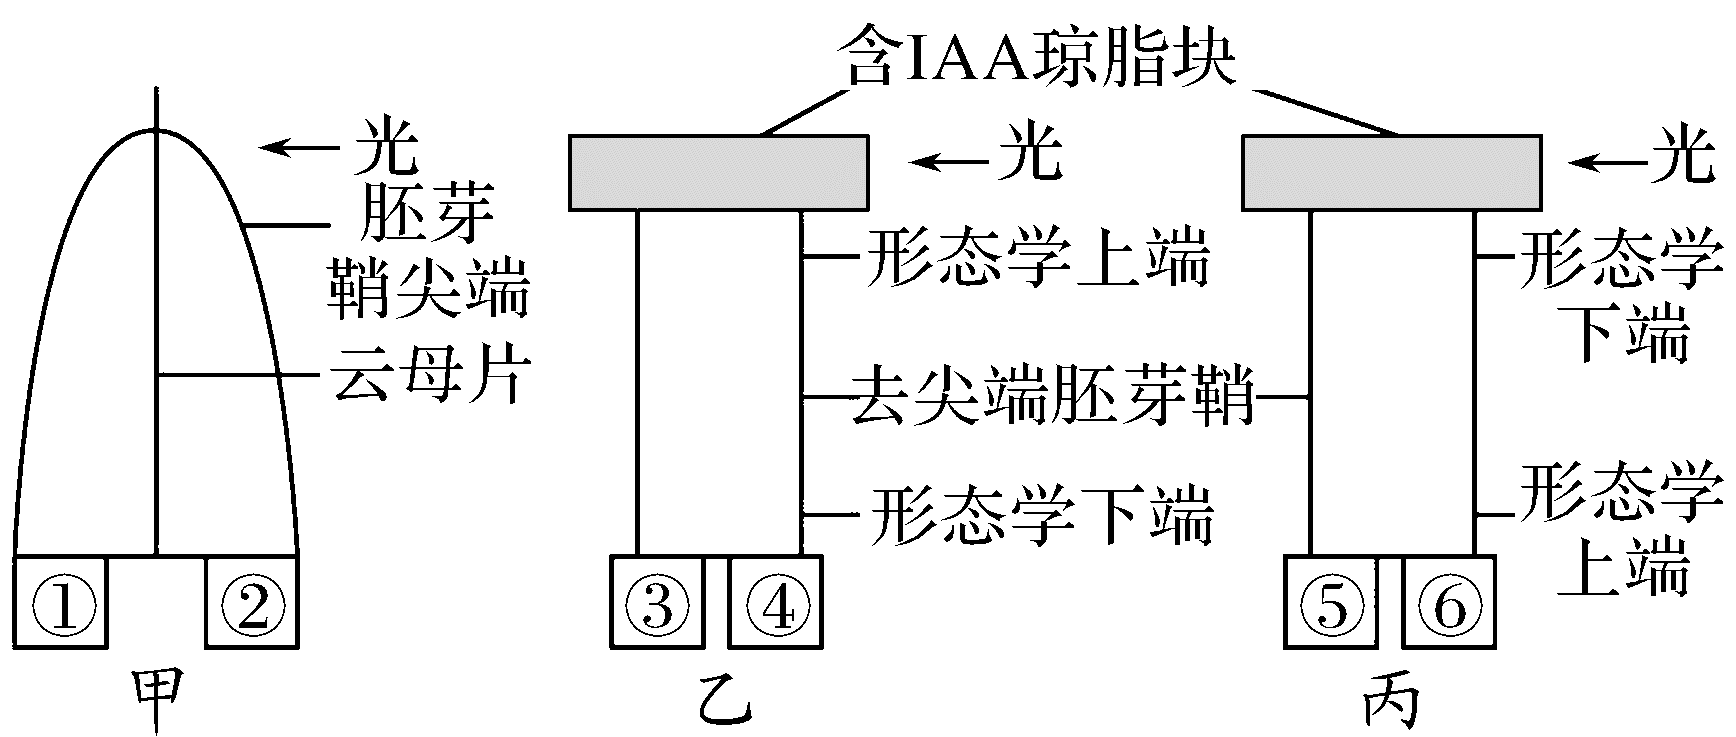 含IAA琼脂块
光
胚芽
鞘尖端
云母片
①
②
甲
光
形态学上端
去尖端胚芽鞘
形态学下端
③
④
乙
光
形态学
下端
形态学
上端
⑤
⑥
丙